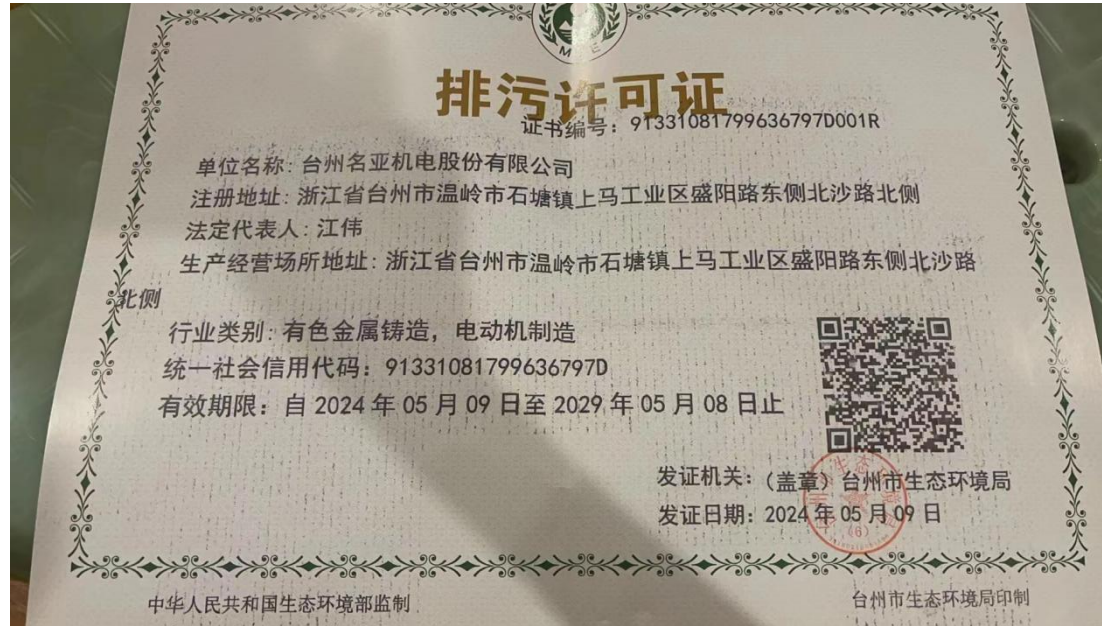 MEE
排污许可证
证书编号：91331081799636797D001R
单位名称：台州名亚机电股份有限公司
注册地址：浙江省台州市温岭市石塘镇上马工业区盛阳路东侧北沙路北侧
法定代表人：江伟
生产经营场所地址：浙江省台州市温岭市石塘镇上马工业区盛阳路东侧北沙路
北侧
行业类别：有色金属铸造，电动机制造
统一社会信用代码：91331081799636797D
有效期限：自 2024 年 05 月 09 日至 2029 年 05 月 08 日止
发证机关：（盖章）台州市生态环境局
发证日期：2024 年 05 月 09 日
(6)
中华人民共和国生态环境部监制
台州市生态环境局印制